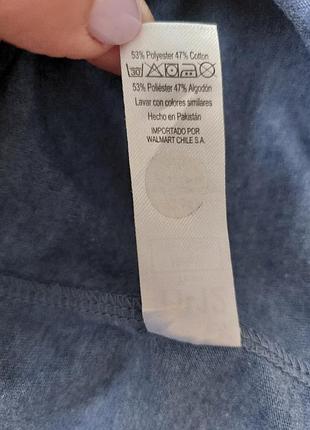 53% Polyester 47% Cotton
30
53% Poliéster 47% Algodón
Lavar con colores similares
Hecho en Pakistán
IMPORTADO POR
WALMART CHILE S.A.